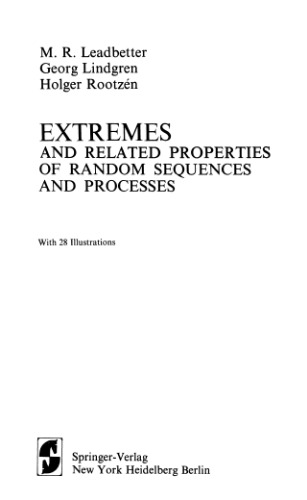 M. R. Leadbetter
Georg Lindgren
Holger Rootzén
EXTREMES
AND RELATED PROPERTIES
OF RANDOM SEQUENCES
AND PROCESSES
With 28 Illustrations
Springer-Verlag
New York Heidelberg Berlin